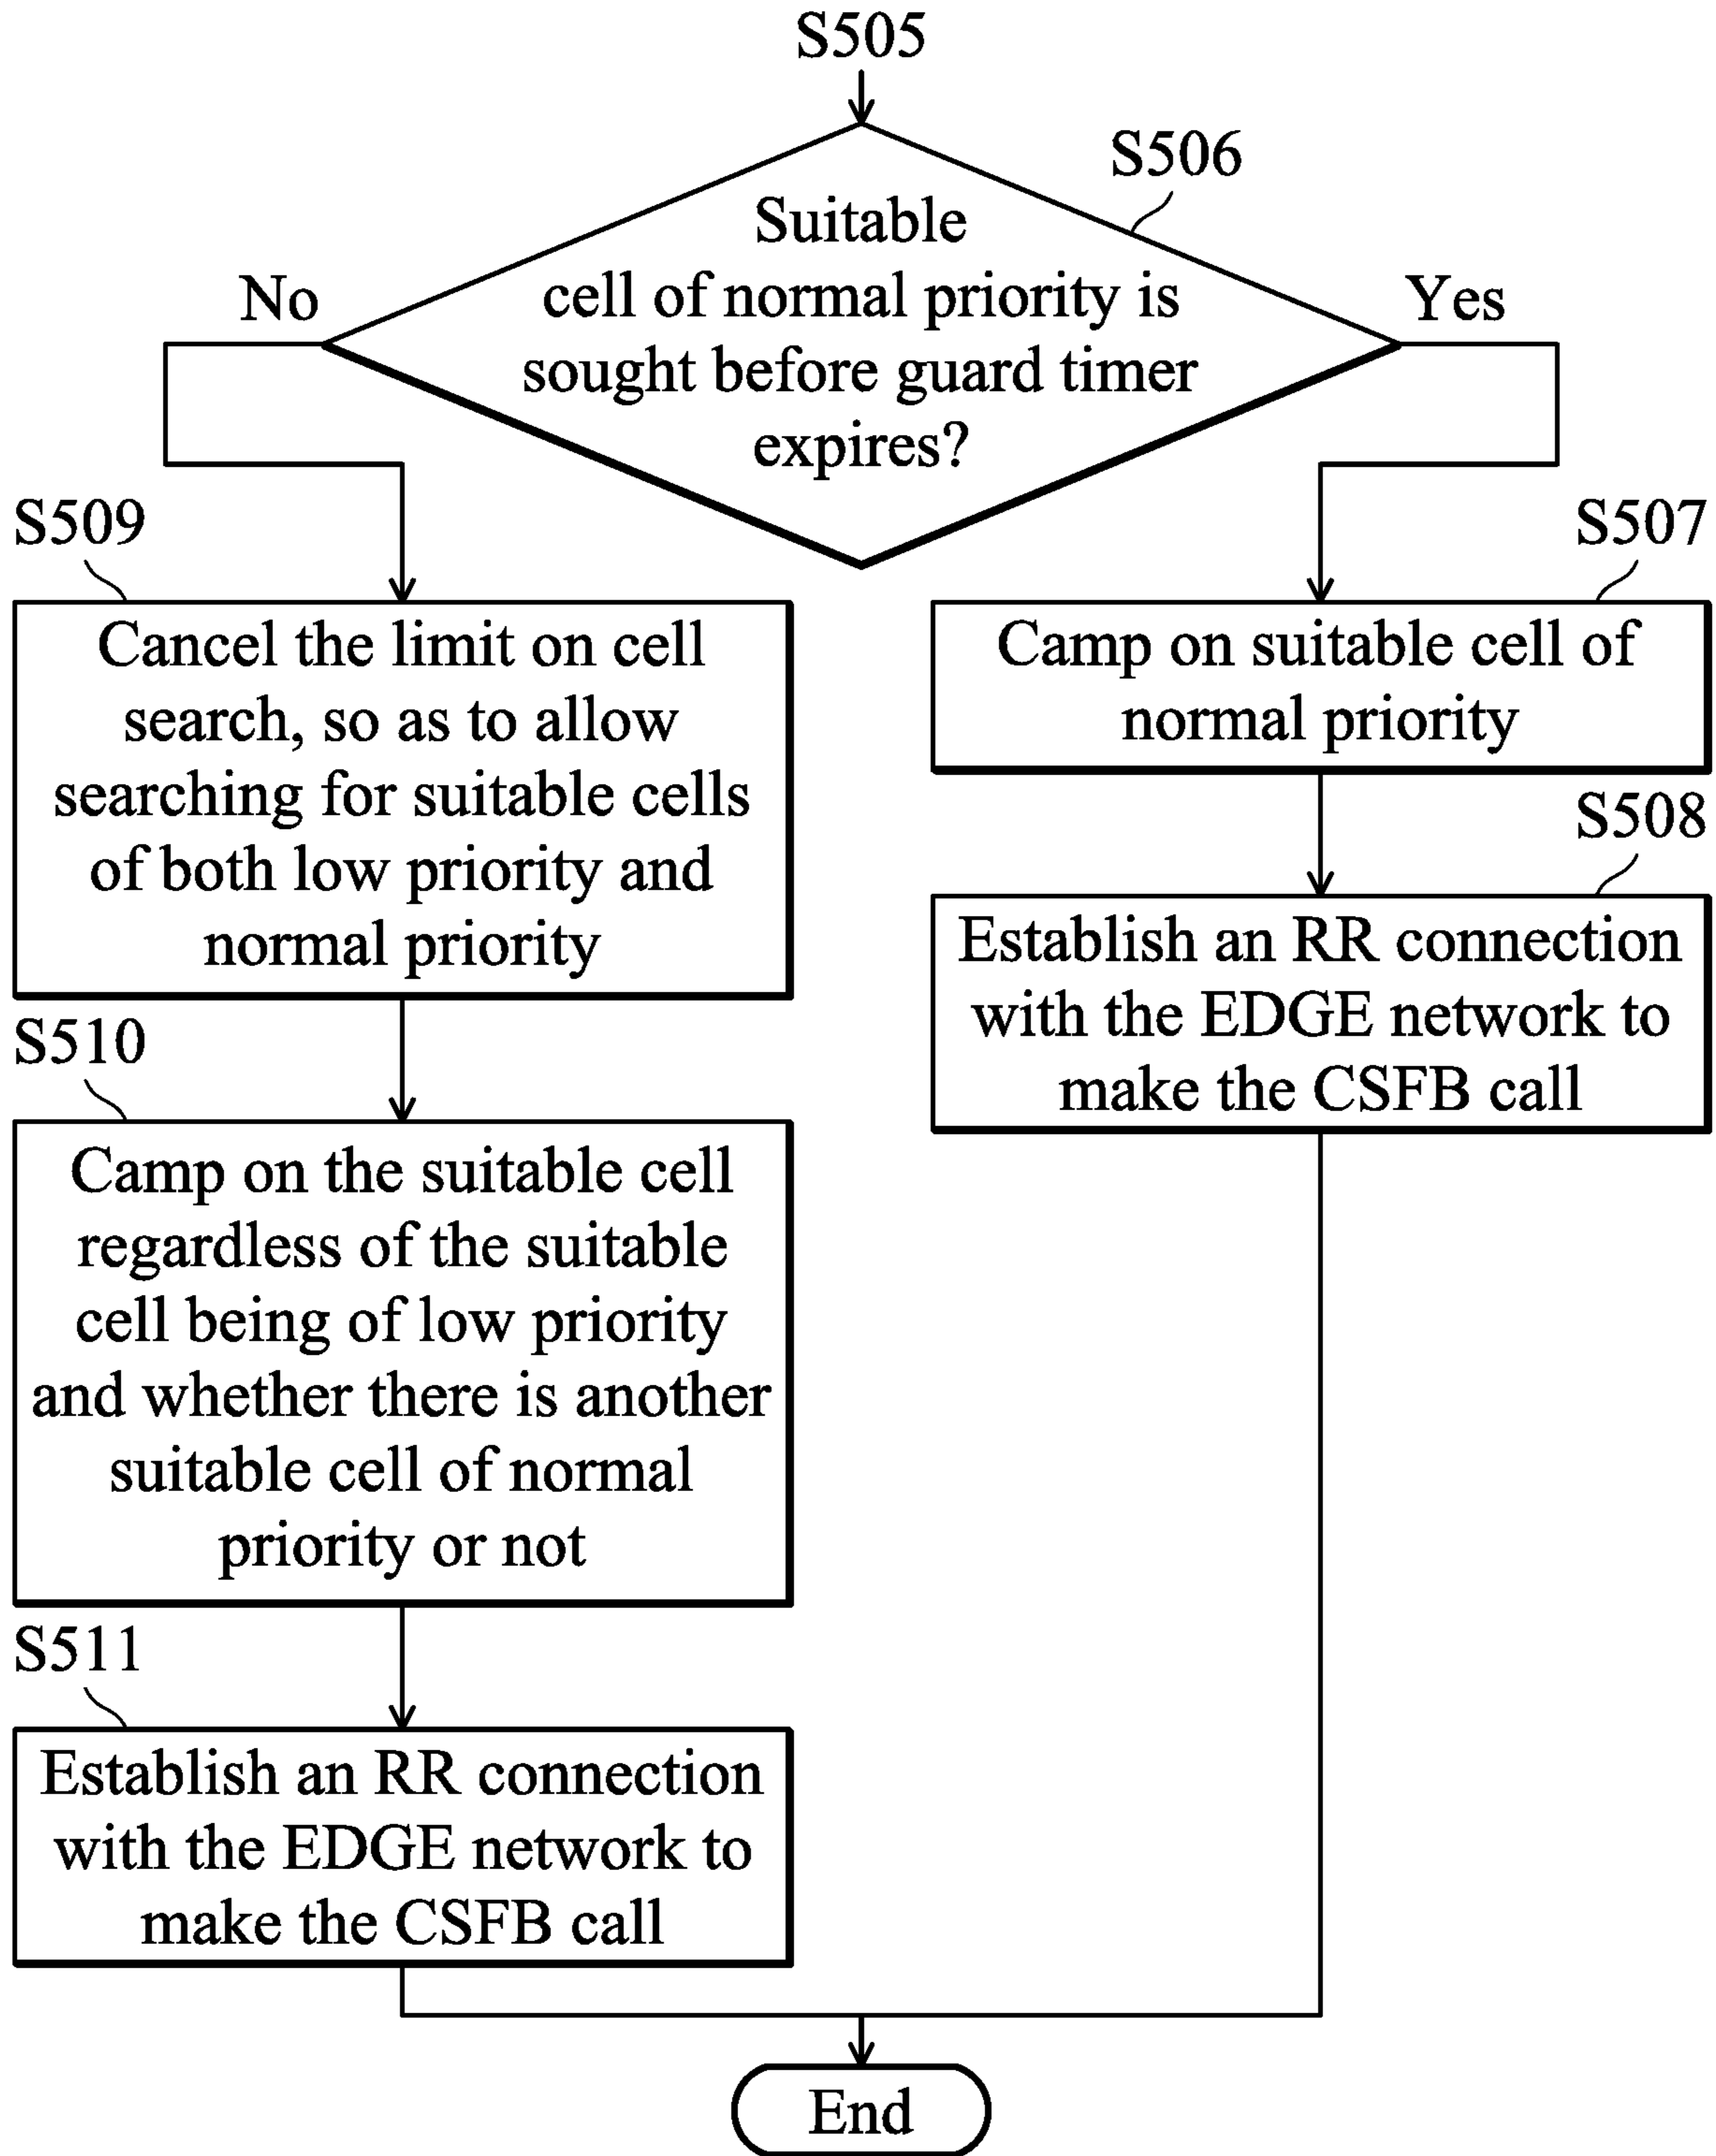 S505
S506
Suitable
cell of normal priority is
sought before guard timer
expires?
No
Yes
S509
Cancel the limit on cell
search, so as to allow
searching for suitable cells
of both low priority and
normal priority
S507
Camp on suitable cell of
normal priority
S508
Establish an RR connection
with the EDGE network to
make the CSFB call
S510
Camp on the suitable cell
regardless of the suitable
cell being of low priority
and whether there is another
suitable cell of normal
priority or not
S511
Establish an RR connection
with the EDGE network to
make the CSFB call
End